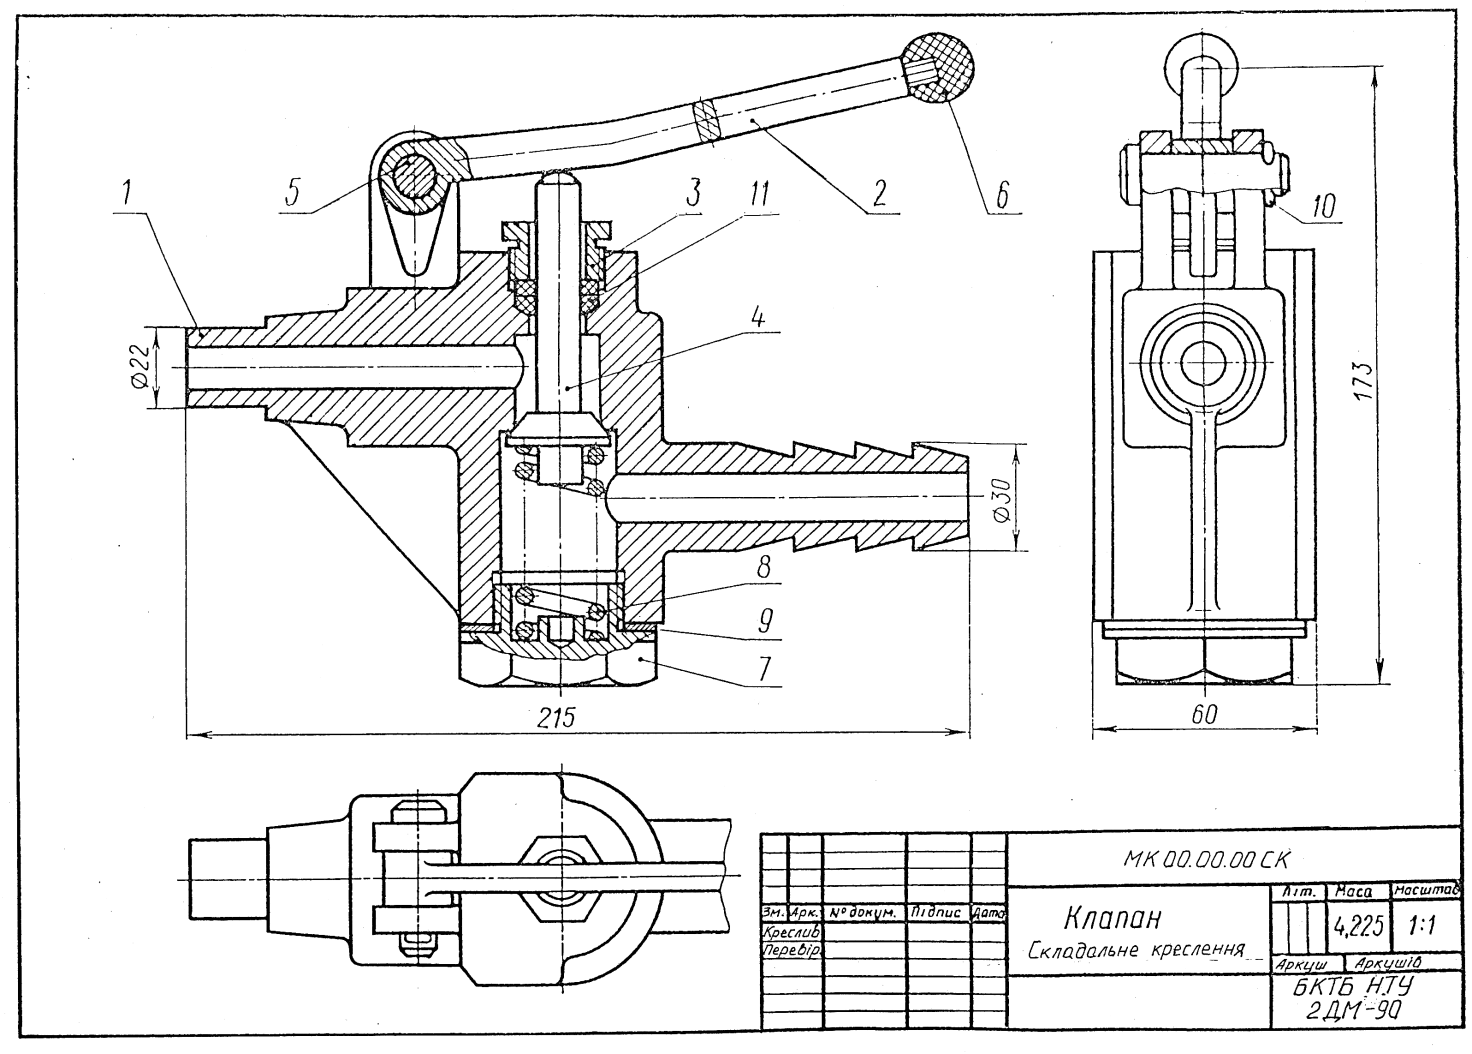 1
5
3
11
2
6
10
4
Ø22
Ø30
173
8
9
7
215
60
МК 00.00.00 СК
Літ.
Маса
Масштаб
Зм.
Арк.
№ докум.
Підпис
Дата
Клапан
4,225
1:1
Креслив
Складальне креслення
Перевір.
Аркуш
Аркушів
БКТБ НТУ
2ДМ-90